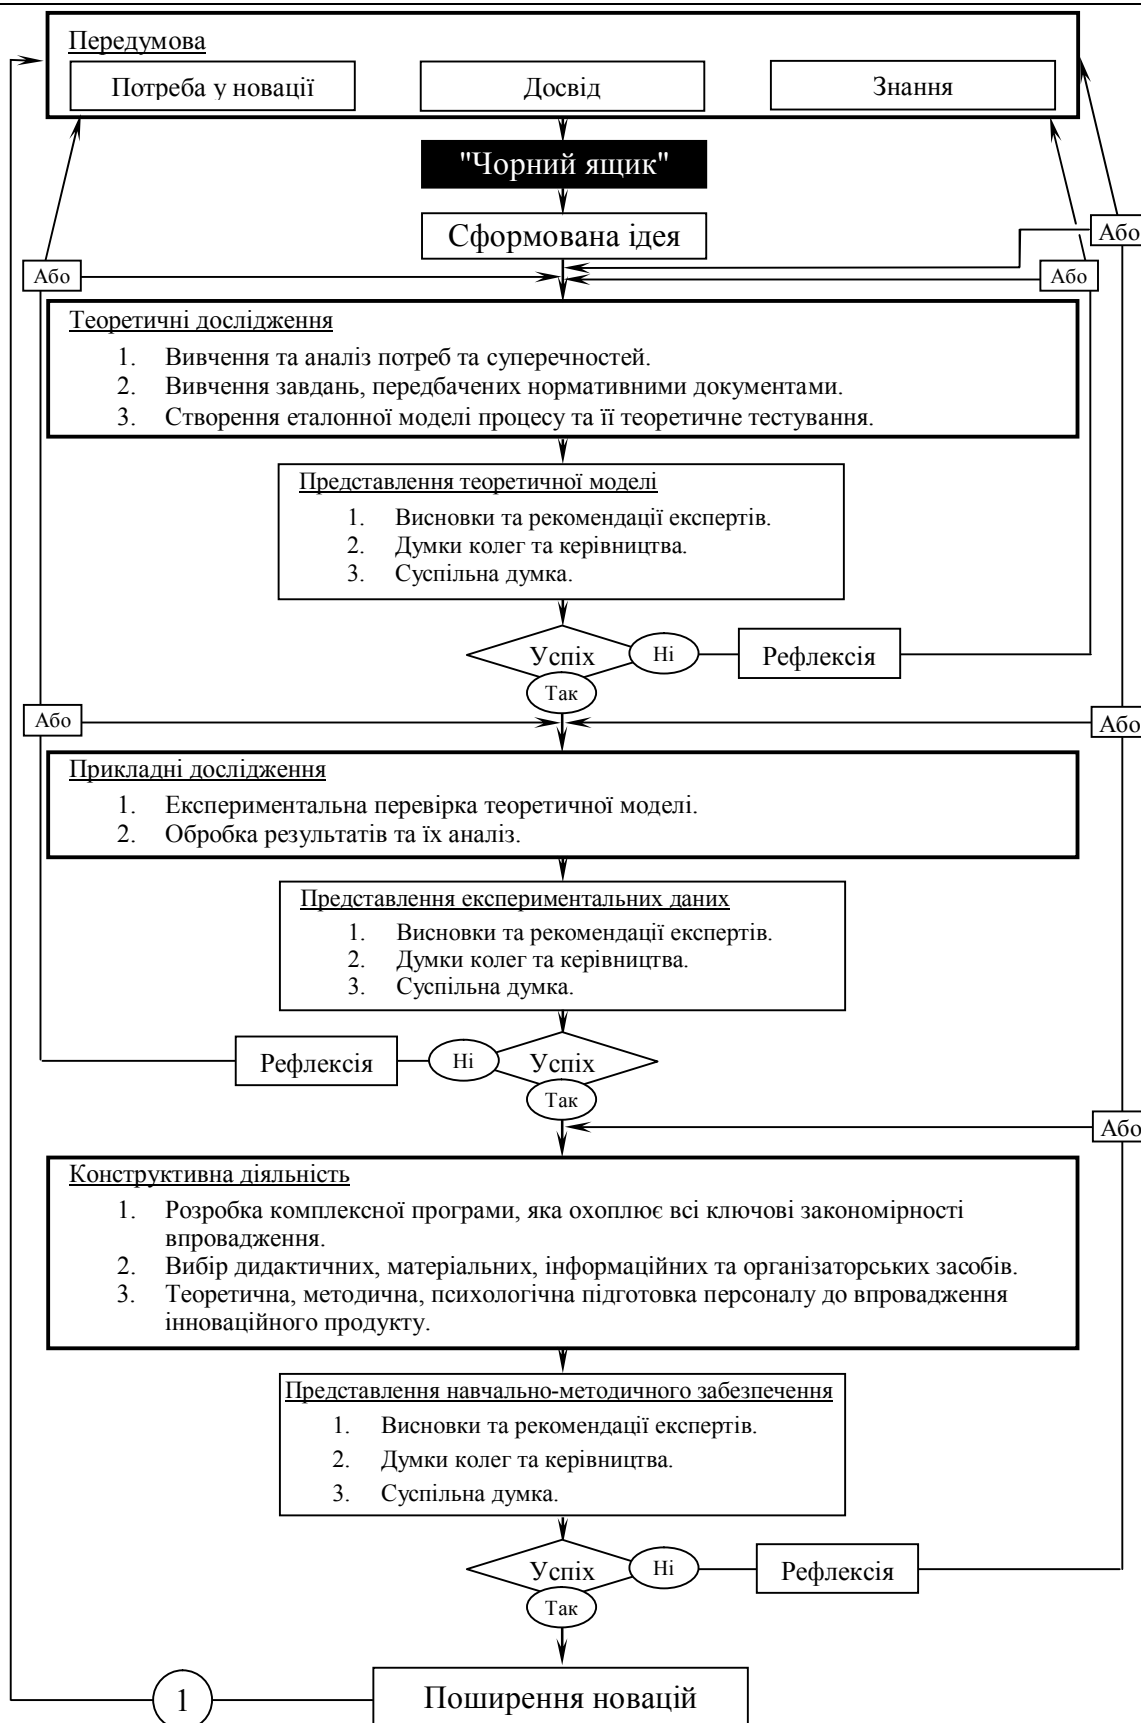 Передумова
Потреба у новації
Досвід
Знання
"Чорний ящик"
Сформована ідея
Або
Або
Або
Теоретичні дослідження
1. Вивчення та аналіз потреб та суперечностей.
2. Вивчення завдань, передбачених нормативними документами.
3. Створення еталонної моделі процесу та її теоретичне тестування.
Представлення теоретичної моделі
1. Висновки та рекомендації експертів.
2. Думки колег та керівництва.
3. Суспільна думка.
Успіх
Ні
Рефлексія
Так
Або
Або
Прикладні дослідження
1. Експериментальна перевірка теоретичної моделі.
2. Обробка результатів та їх аналіз.
Представлення експериментальних даних
1. Висновки та рекомендації експертів.
2. Думки колег та керівництва.
3. Суспільна думка.
Рефлексія
Ні
Успіх
Так
Або
Конструктивна діяльність
1. Розробка комплексної програми, яка охоплює всі ключові закономірності
впровадження.
2. Вибір дидактичних, матеріальних, інформаційних та організаторських засобів.
3. Теоретична, методична, психологічна підготовка персоналу до впровадження
інноваційного продукту.
Представлення навчально-методичного забезпечення
1. Висновки та рекомендації експертів.
2. Думки колег та керівництва.
3. Суспільна думка.
Успіх
Ні
Рефлексія
Так
1
Поширення новацій